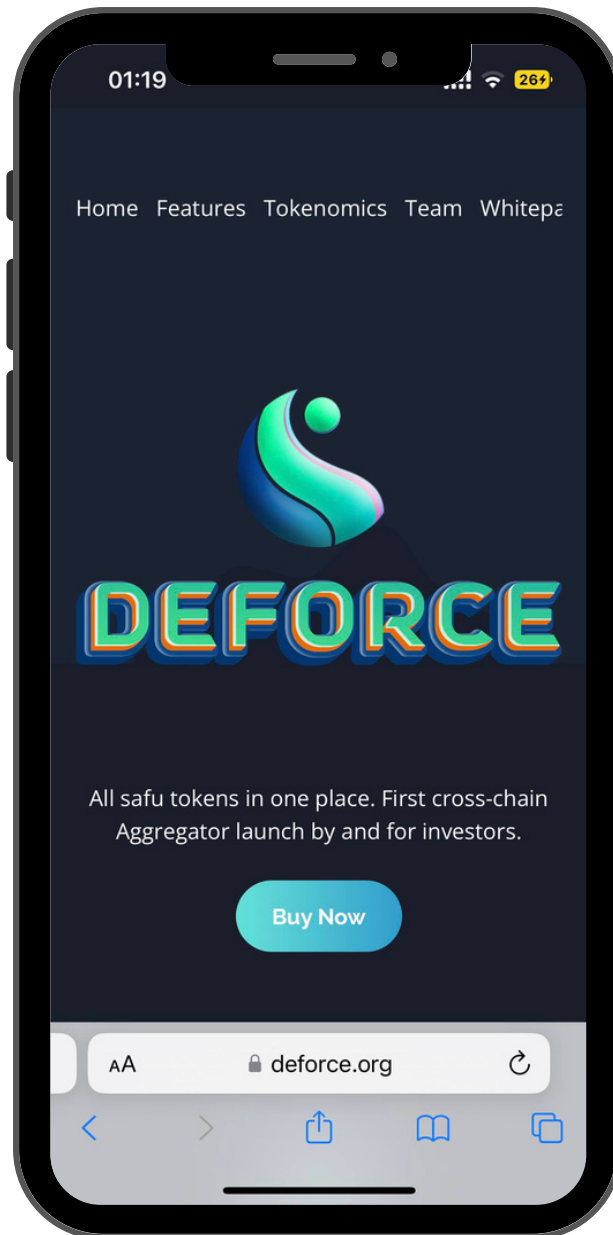 01:19
26
Home Features Tokenomics Team Whitepa
DEFORCE
All safu tokens in one place. First cross-chain
Aggregator launch by and for investors.
Buy Now
AA deforce.org